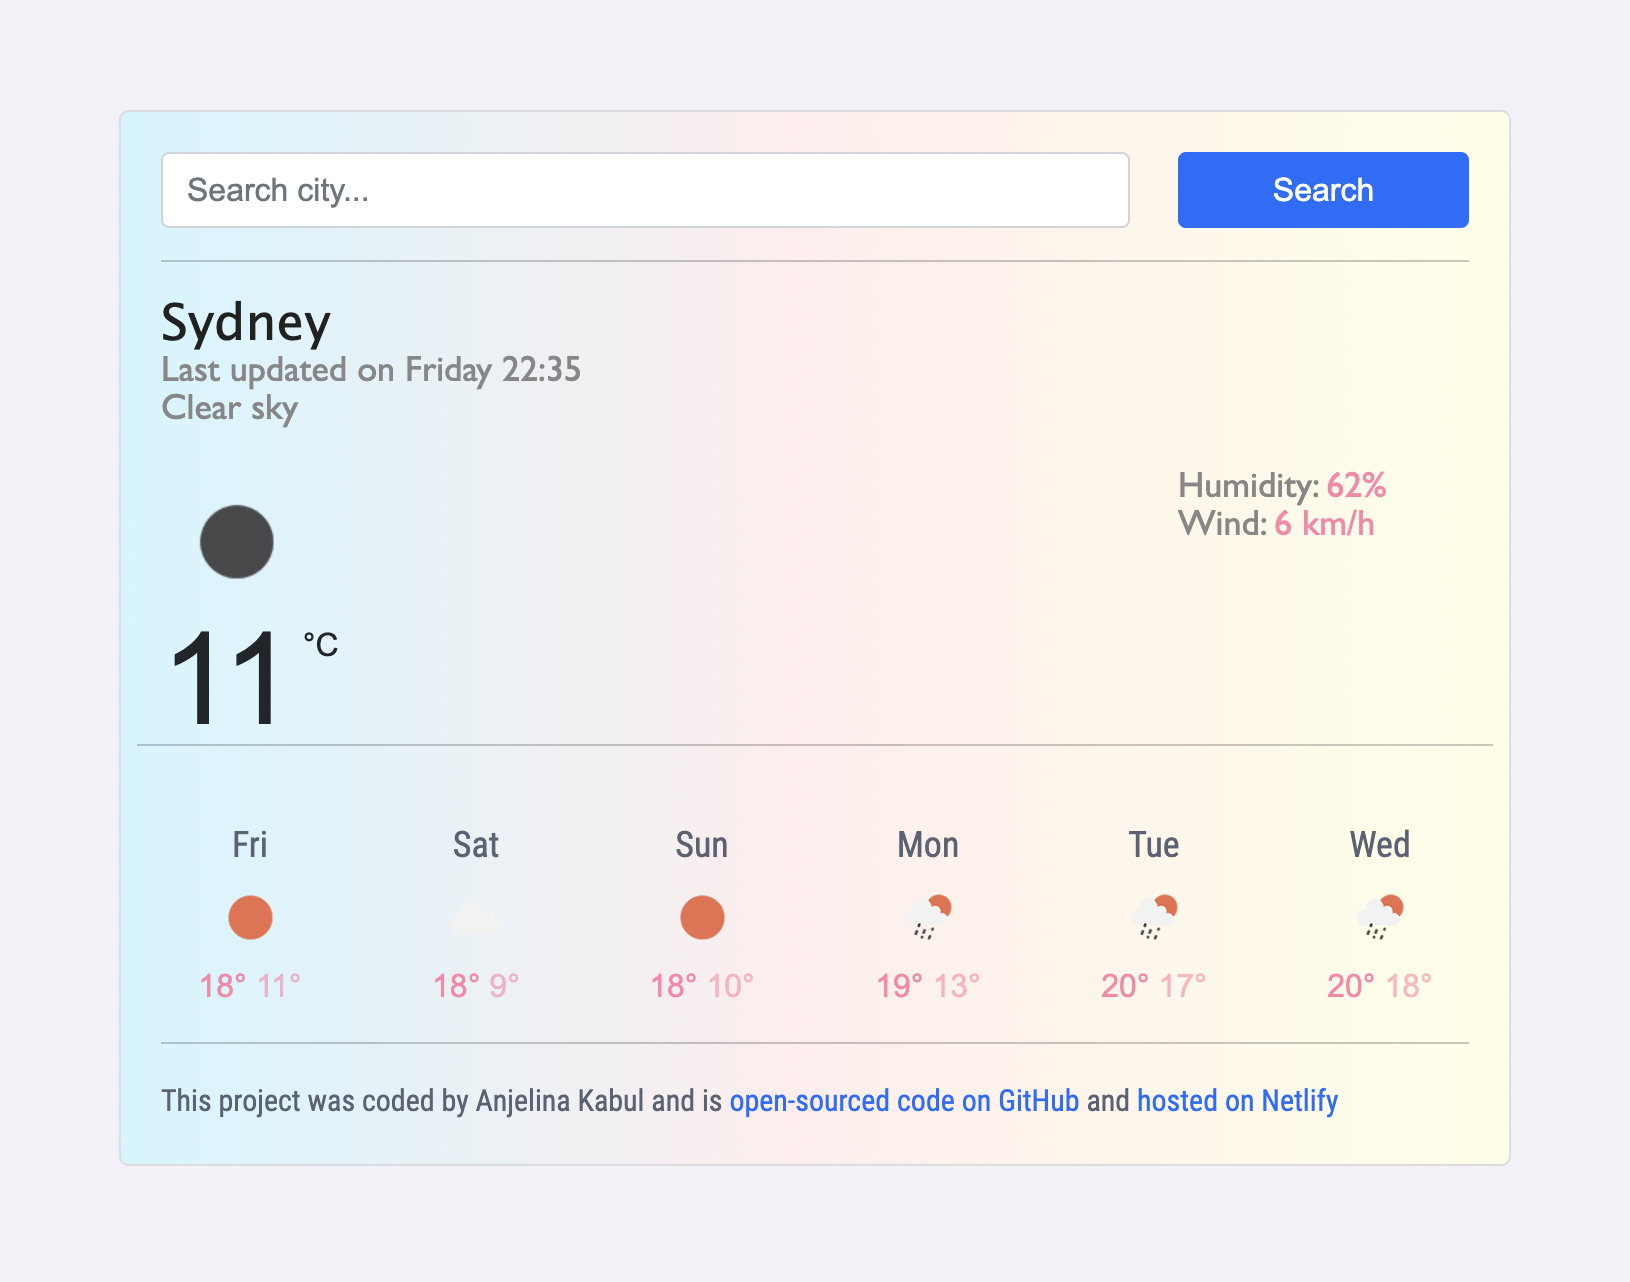 Search city...
Search
Sydney
Last updated on Friday 22:35
Clear sky
Humidity: 62%
Wind: 6 km/h
11 °C
Fri Sat Sun Mon Tue Wed
18° 11° 18° 9° 18° 10° 19° 13° 20° 17° 20° 18°
This project was coded by Anjelina Kabul and is open-sourced code on GitHub and hosted on Netlify